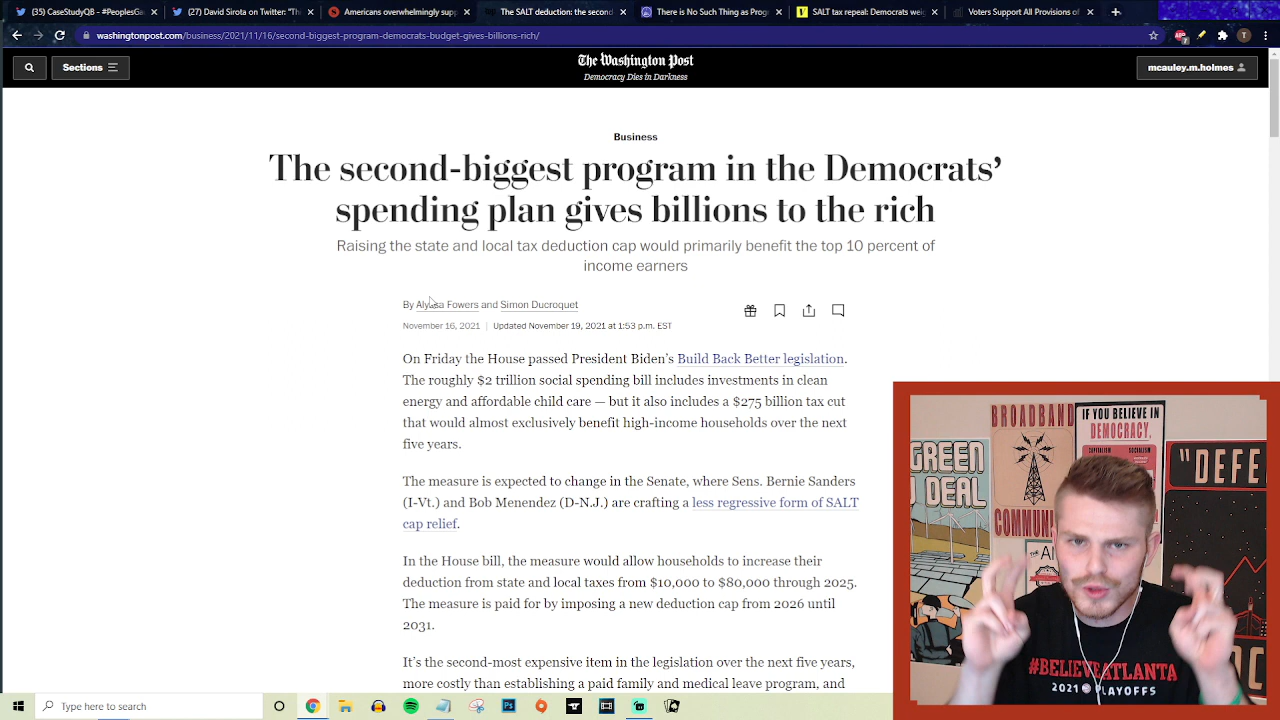 (35) CaseStudyQB - #PeoplesGa
(27) David Sirota on Twitter: "Th
Americans overwhelmingly supp
The SALT deduction: the second
There is No Such Thing as Prog
SALT tax repeal: Democrats wei
Voters Support All Provisions of
washingtonpost.com/business/2021/11/16/second-biggest-program-democrats-budget-gives-billions-rich/
T
Sections
The Washington Post
Democracy Dies in Darkness
mcauley.m.holmes
Business
The second-biggest program in the Democrats’
spending plan gives billions to the rich
Raising the state and local tax deduction cap would primarily benefit the top 10 percent of
income earners
By Alyssa Fowers and Simon Ducroquet
November 16, 2021 | Updated November 19, 2021 at 1:53 p.m. EST
On Friday the House passed President Biden’s Build Back Better legislation.
The roughly $2 trillion social spending bill includes investments in clean
energy and affordable child care — but it also includes a $275 billion tax cut
that would almost exclusively benefit high-income households over the next
five years.
The measure is expected to change in the Senate, where Sens. Bernie Sanders
(I-Vt.) and Bob Menendez (D-N.J.) are crafting a less regressive form of SALT
cap relief.
In the House bill, the measure would allow households to increase their
deduction from state and local taxes from $10,000 to $80,000 through 2025.
The measure is paid for by imposing a new deduction cap from 2026 until
2031.
It’s the second-most expensive item in the legislation over the next five years,
more costly than establishing a paid family and medical leave program, and
GREEN
DEAL
BROADBAND
COMMUN
IF YOU BELIEVE IN
DEMOCRACY,
CAPITALISM
SOCIALISM
"DEFE
#BELIEVEATLANTA
2021 PLAYOFFS
Type here to search